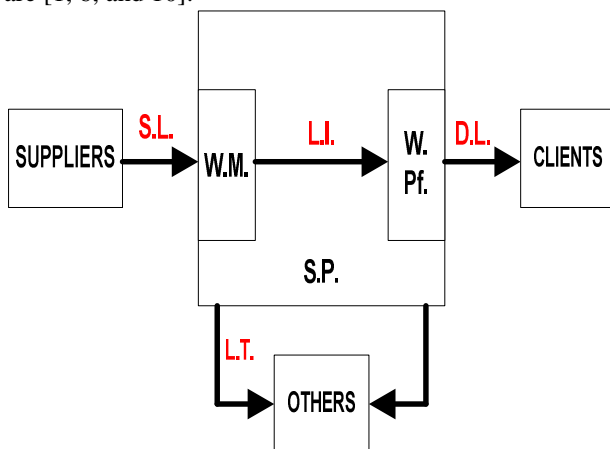 S.L.
L.I.
D.L.
SUPPLIERS
W.M.
W.
Pf.
CLIENTS
S.P.
L.T.
OTHERS